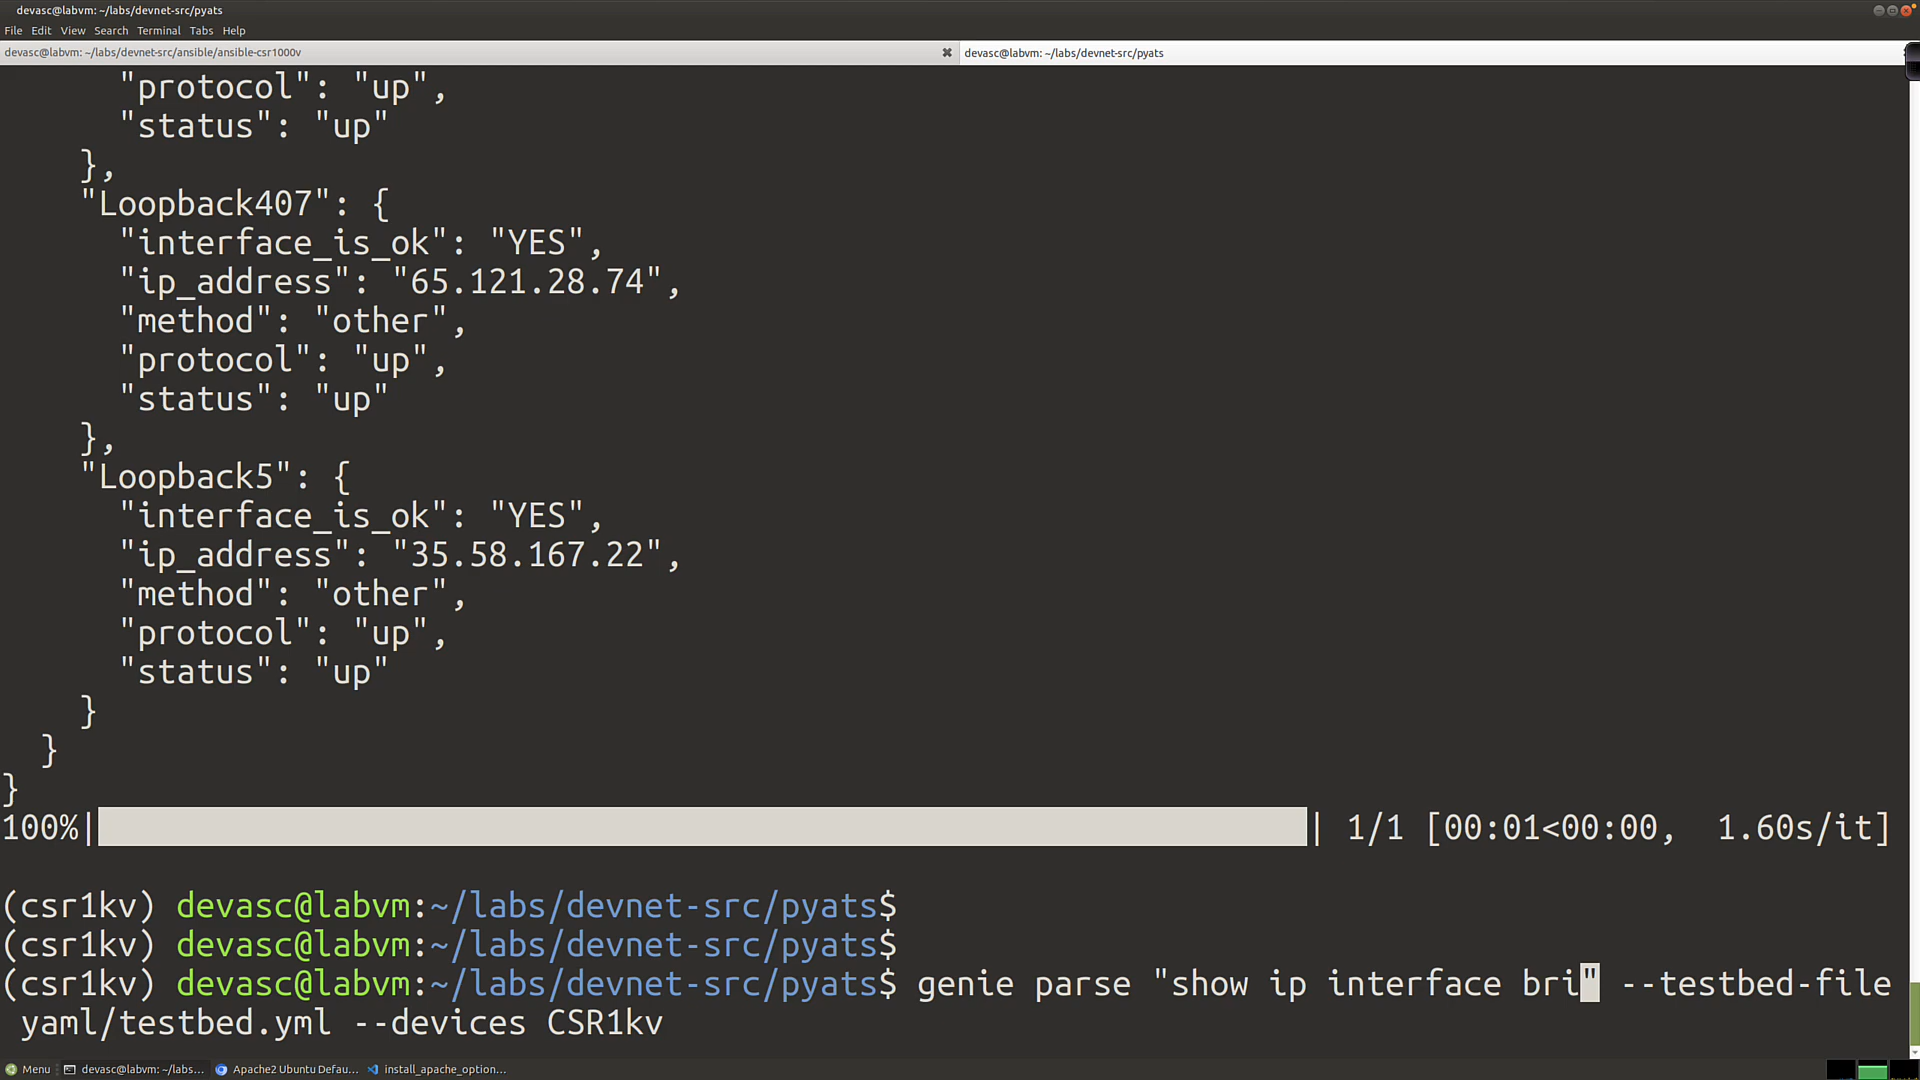 devasc@labvm: ~/labs/devnet-src/pyats
File Edit View Search Terminal Tabs Help
devasc@labvm: ~/labs/devnet-src/ansible/ansible-csr1000v
devasc@labvm: ~/labs/devnet-src/pyats
"protocol": "up",
"status": "up"
},
"Loopback407": {
"interface_is_ok": "YES",
"ip_address": "65.121.28.74",
"method": "other",
"protocol": "up",
"status": "up"
},
"Loopback5": {
"interface_is_ok": "YES",
"ip_address": "35.58.167.22",
"method": "other",
"protocol": "up",
"status": "up"
}
}
}
100%| | 1/1 [00:01<00:00, 1.60s/it]
(csr1kv) devasc@labvm:~/labs/devnet-src/pyats$
(csr1kv) devasc@labvm:~/labs/devnet-src/pyats$
(csr1kv) devasc@labvm:~/labs/devnet-src/pyats$ genie parse "show ip interface bri" --testbed-file
yaml/testbed.yml --devices CSR1kv
Menu devasc@labvm: ~/labs... Apache2 Ubuntu Defau... install_apache_option...